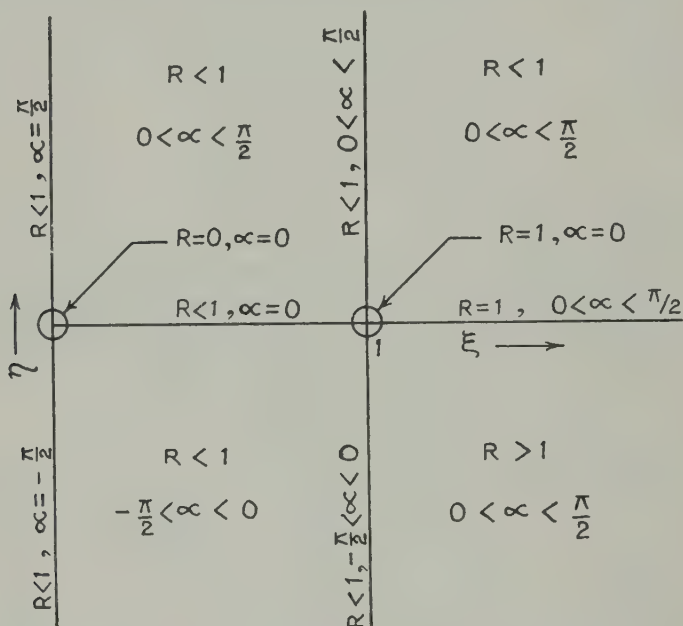 R < 1
0 < ∝ < π/2
R < 1 , ∝ = π/2
R < 1 , 0 < ∝ < π/2
R < 1
0 < ∝ < π/2
R=0, ∝=0
R=1, ∝=0
R<1 , ∝=0
R=1 , 0<∝< π/2
η
1
ξ
R<1 , ∝ = -π/2
R < 1
-π/2 < ∝ < 0
R < 1, -π/2 < ∝ < 0
R > 1
0 < ∝ < π/2